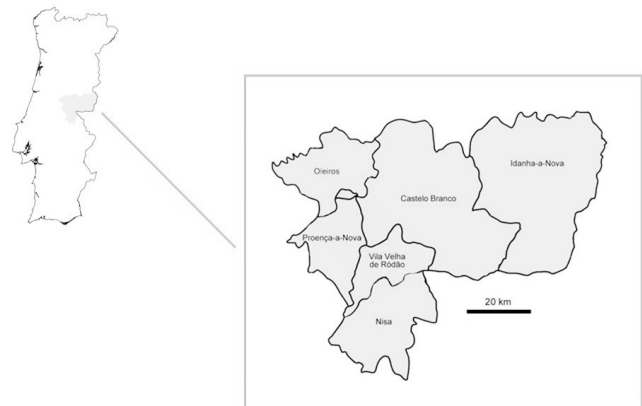 Idanha-a-Nova
Oleiros
Castelo Branco
Proença-a-Nova
Vila Velha
de Ródão
20 km
Nisa